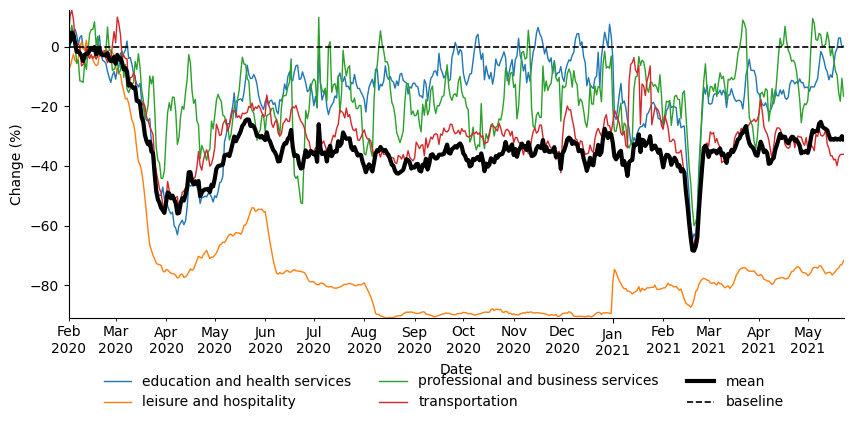 Change (%)
0
−20
−40
−60
−80
Feb Mar Apr May Jun Jul Aug Sep Oct Nov Dec Jan Feb Mar Apr May
2020 2020 2020 2020 2020 2020 2020 2020 2020 2020 2020 2021 2021 2021 2021 2021
Date
education and health services professional and business services mean
leisure and hospitality transportation baseline